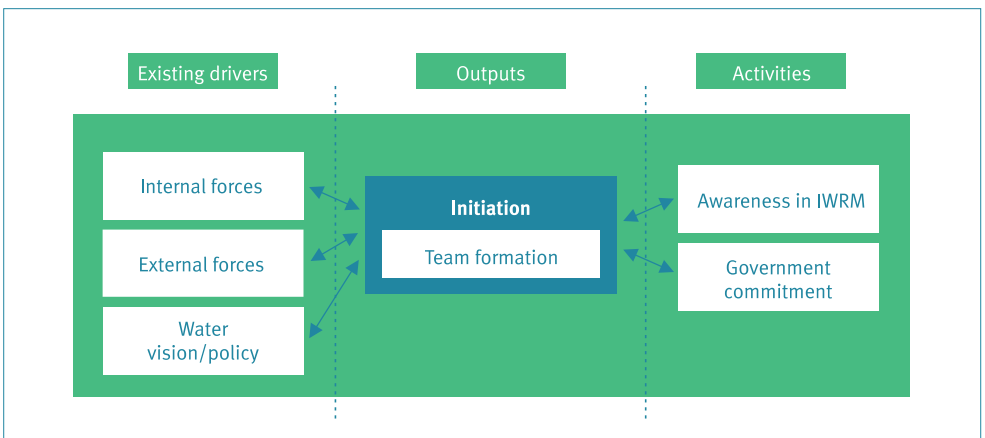 Existing drivers
Outputs
Activities
Internal forces
External forces
Water
vision/policy
Initiation
Team formation
Awareness in IWRM
Government
commitment